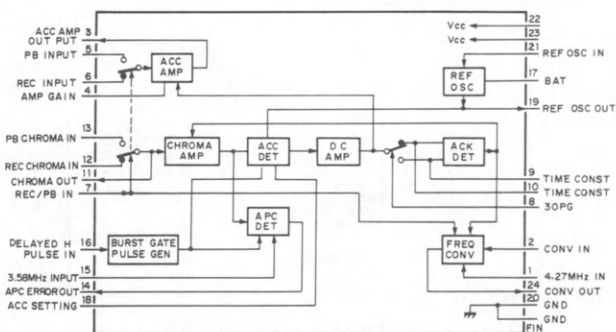 ACC AMP
OUT PUT 3
PB INPUT 5
REC INPUT 6
AMP GAIN 4
PB CHROMA IN 13
REC CHROMA IN 12
CHROMA OUT 11
REC/PB IN 7
DELAYED H
PULSE IN 16
3.58MHz INPUT 15
APC ERROR OUT 14
ACC SETTING 18
ACC
AMP
CHROMA
AMP
ACC
DET
DC
AMP
ACK
DET
BURST GATE
PULSE GEN
APC
DET
FREQ
CONV
REF
OSC
Vcc 22
Vcc 23
21 REF OSC IN
17 BAT
19 REF OSC OUT
9 TIME CONST
10 TIME CONST
8 30PG
2 CONV IN
1 4.27MHz IN
24 CONV OUT
20 GND
FIN GND